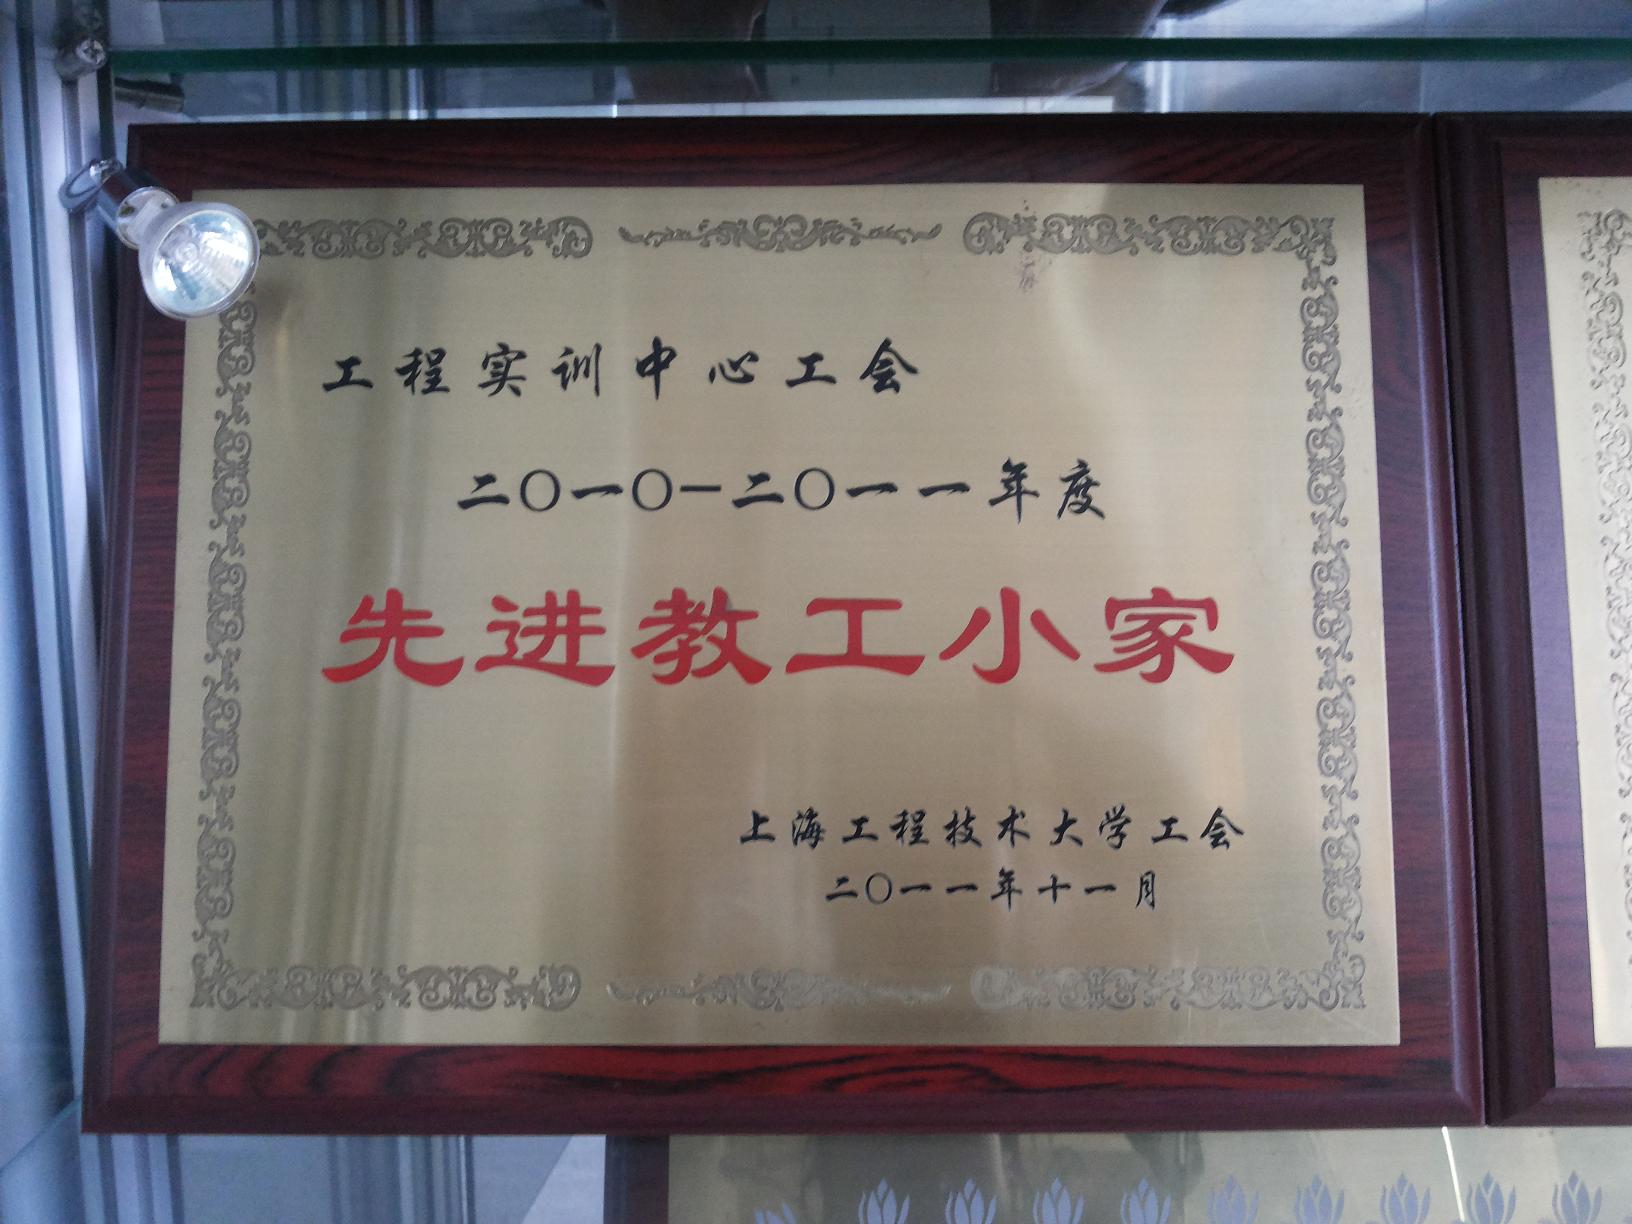 工程实训中心工会
二〇一〇-二〇一一年度
先进教工小家
上海工程技术大学工会
二〇一一年十一月